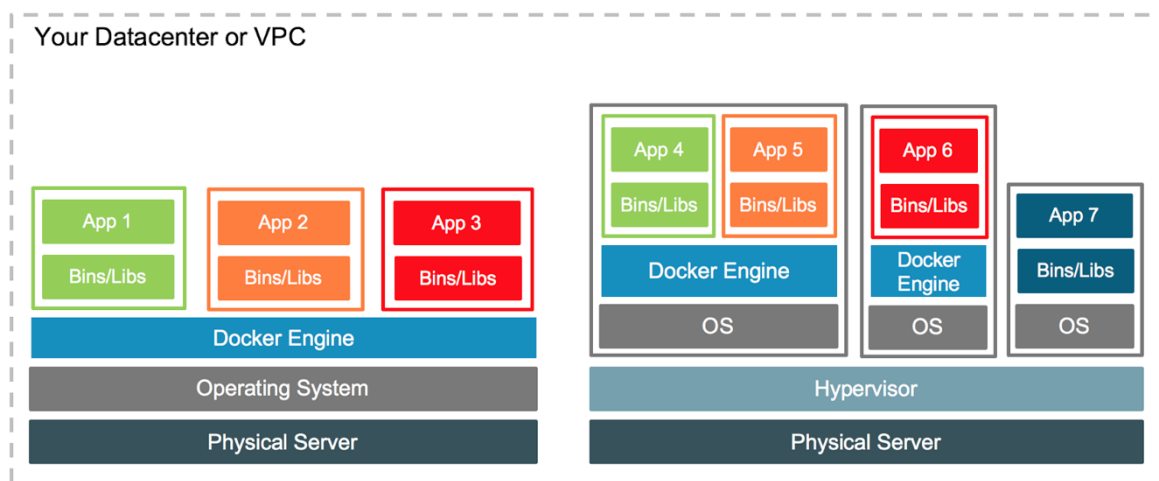 Your Datacenter or VPC
App 1
Bins/Libs
App 2
Bins/Libs
App 3
Bins/Libs
Docker Engine
Operating System
Physical Server
App 4
Bins/Libs
App 5
Bins/Libs
Docker Engine
OS
App 6
Bins/Libs
Docker
Engine
OS
App 7
Bins/Libs
OS
Hypervisor
Physical Server